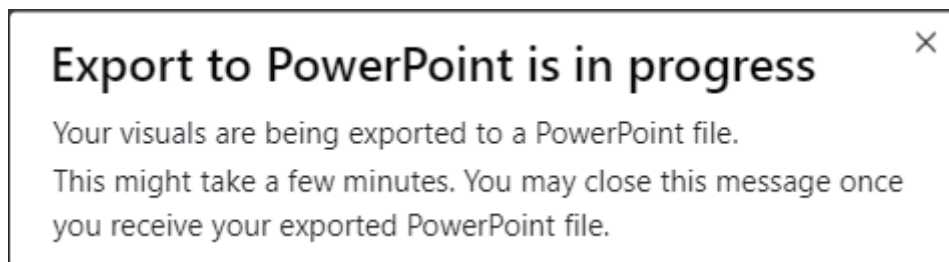 Export to PowerPoint is in progress
Your visuals are being exported to a PowerPoint file.
This might take a few minutes. You may close this message once
you receive your exported PowerPoint file.